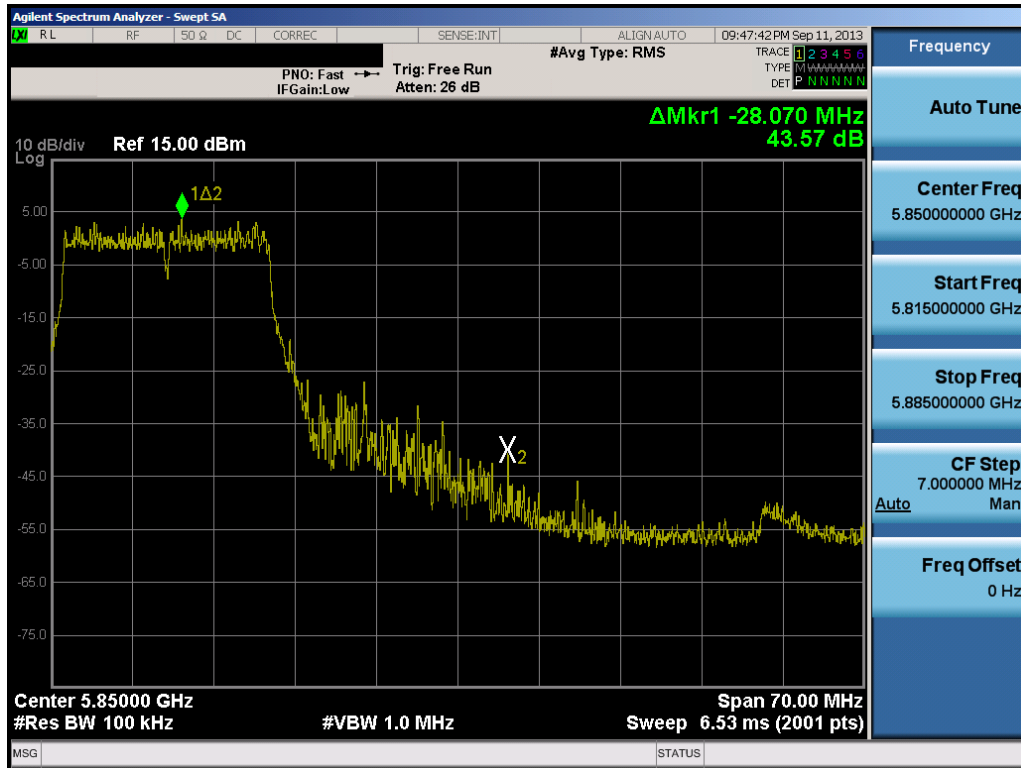 Agilent Spectrum Analyzer - Swept SA
LXI RL RF 50 Ω DC CORREC SENSE:INT ALIGN AUTO 09:47:42 PM Sep 11, 2013
PNO: Fast
IFGain:Low
Trig: Free Run
Atten: 26 dB
#Avg Type: RMS
TRACE 1 2 3 4 5 6
TYPE M W W W W W
DET P N N N N N
ΔMkr1 -28.070 MHz
43.57 dB
10 dB/div
Log
Ref 15.00 dBm
5.00
-5.00
-15.0
-25.0
-35.0
-45.0
-55.0
-65.0
-75.0
1Δ2
X2
Center 5.85000 GHz
#Res BW 100 kHz
#VBW 1.0 MHz
Span 70.00 MHz
Sweep 6.53 ms (2001 pts)
MSG
STATUS
Frequency
Auto Tune
Center Freq
5.850000000 GHz
Start Freq
5.815000000 GHz
Stop Freq
5.885000000 GHz
CF Step
7.000000 MHz
Auto Man
Freq Offset
0 Hz